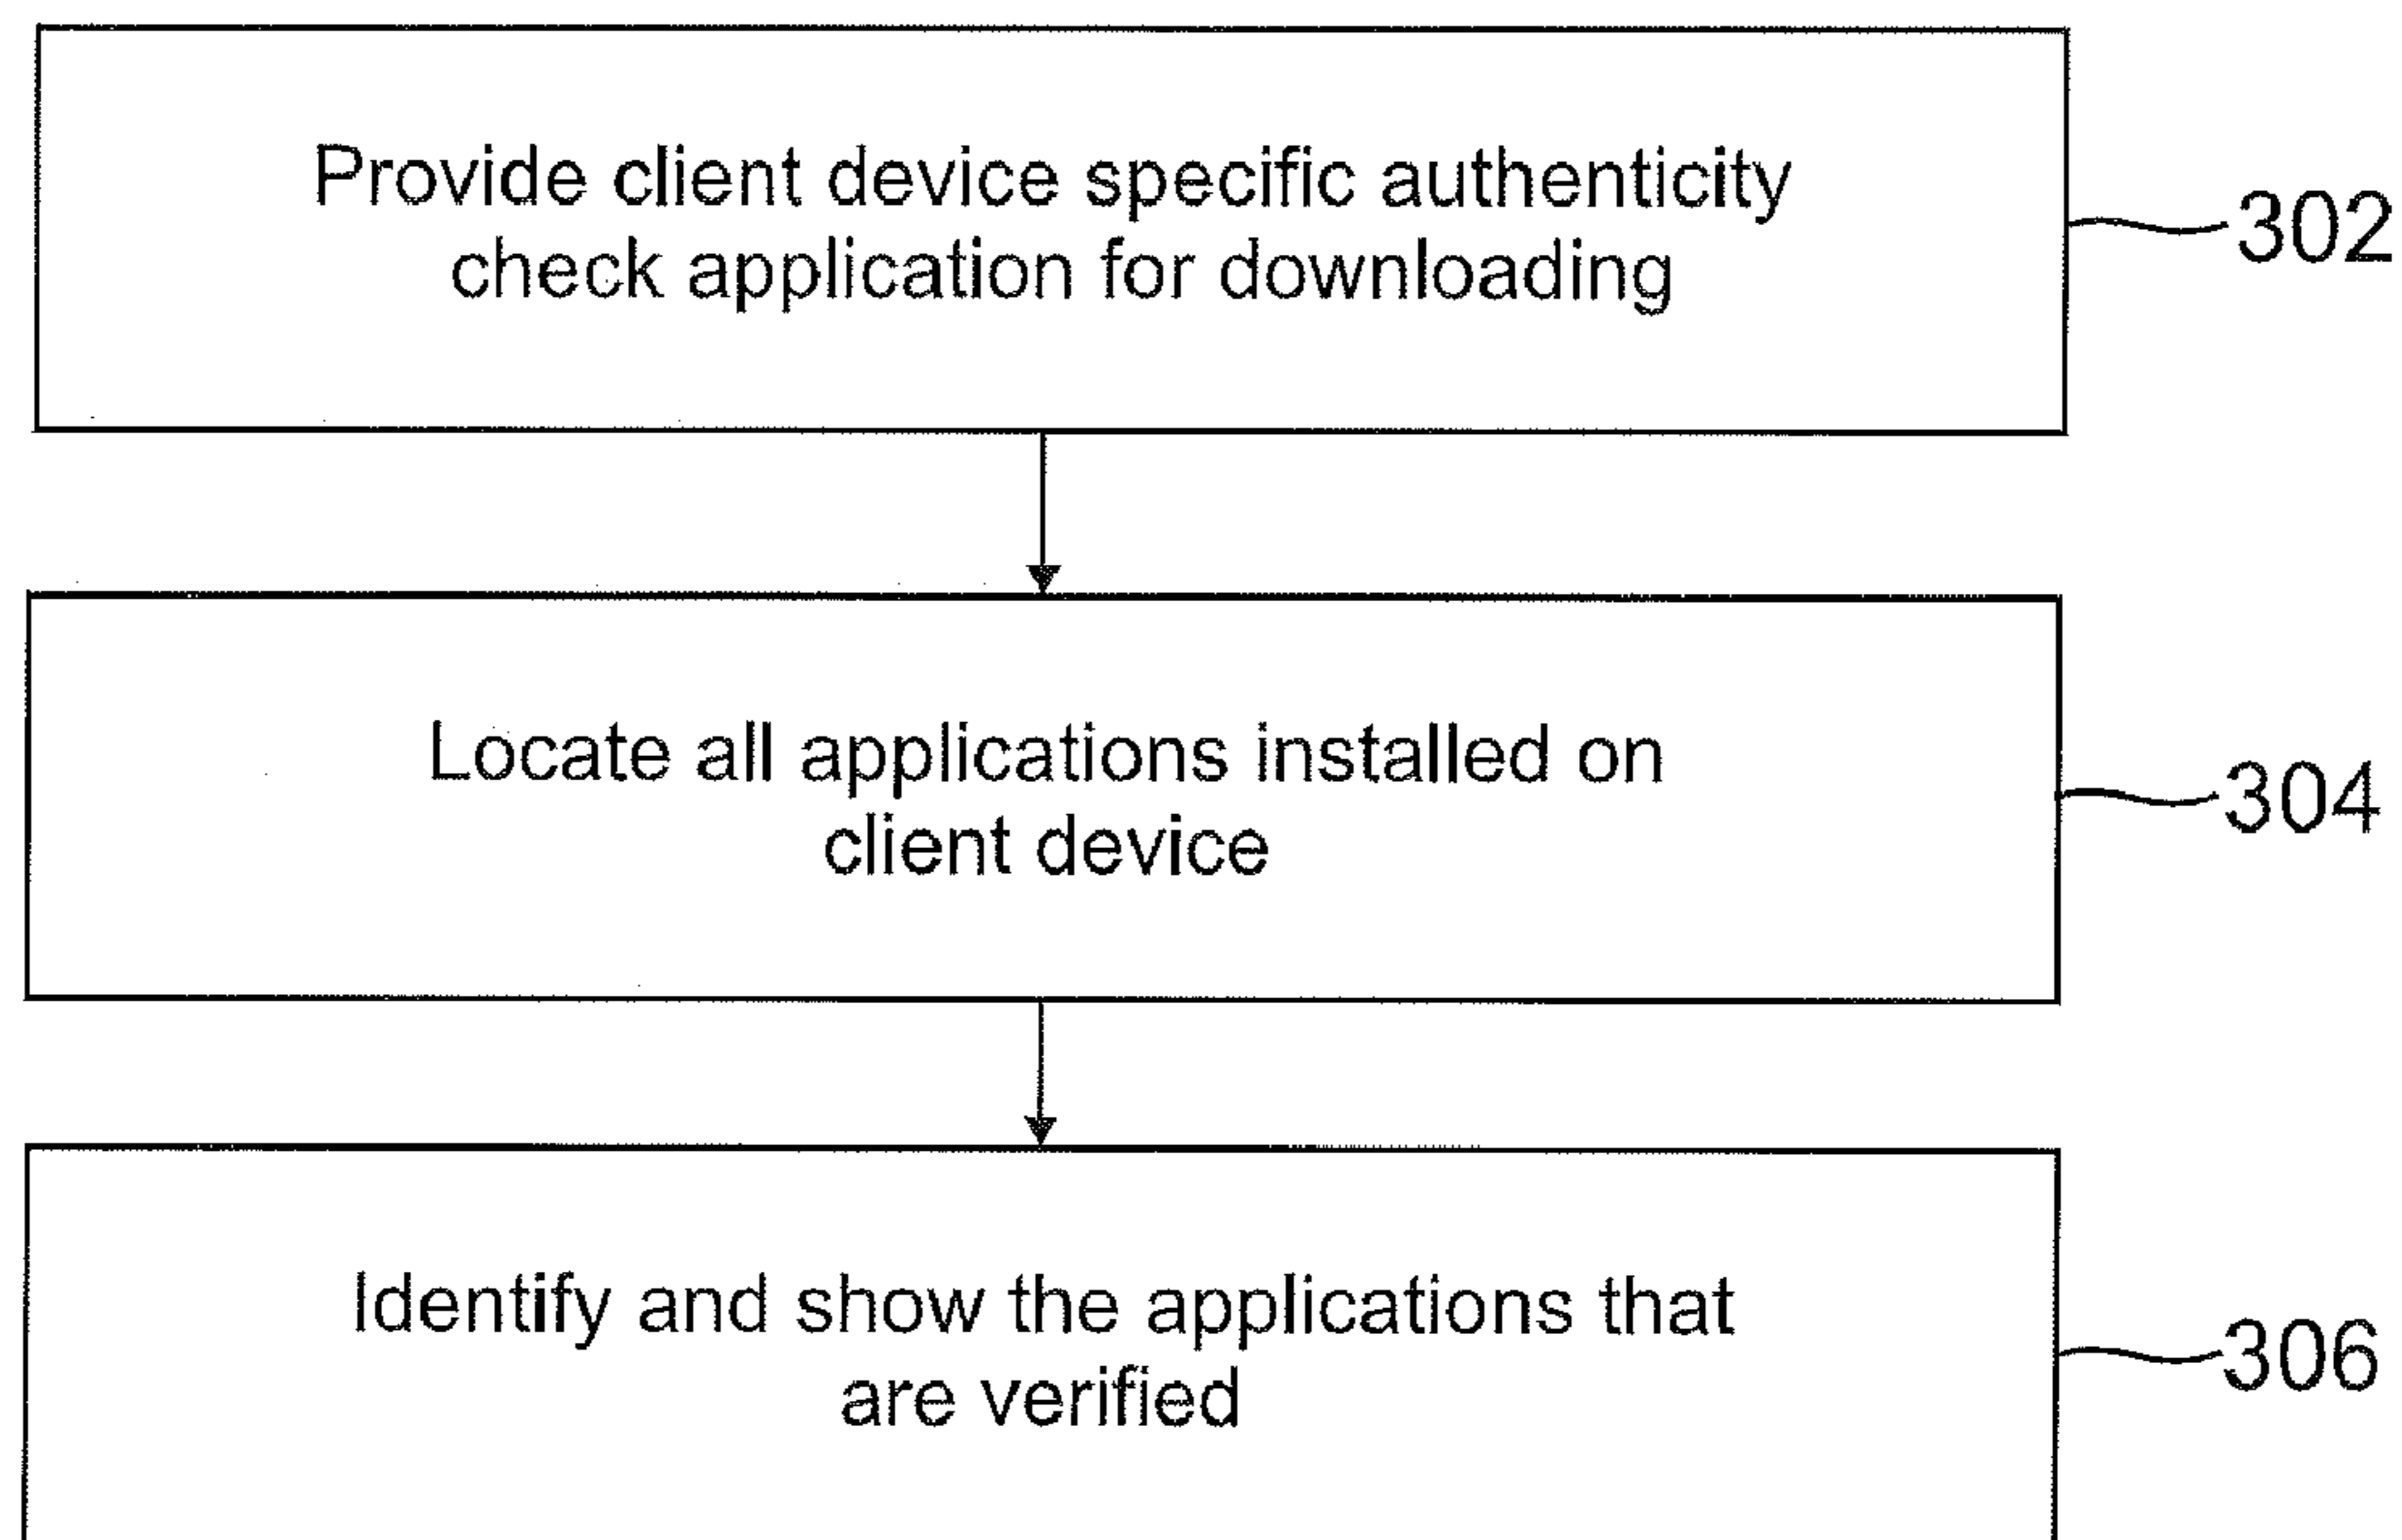 Provide client device specific authenticity
check application for downloading
302
Locate all applications installed on
client device
304
Identify and show the applications that
are verified
306